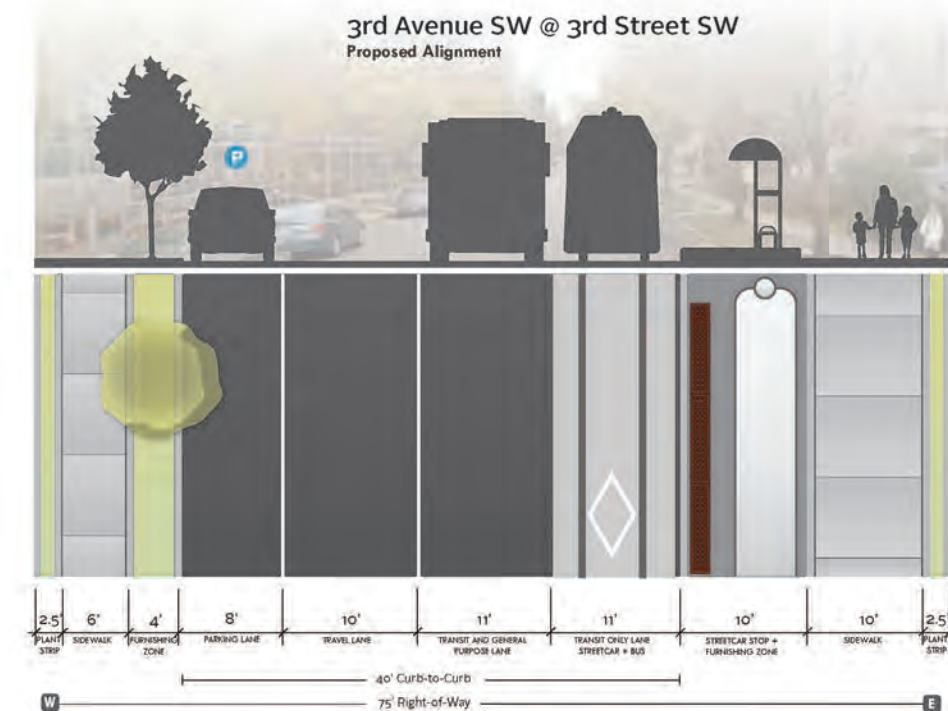 3rd Avenue SW @ 3rd Street SW
Proposed Alignment
P
2.5' 6' 4' 8' 10' 11' 11' 10' 10' 2.5'
PLANT STRIP
SIDEWALK
FURNISHING ZONE
PARKING LANE
TRAVEL LANE
TRANSIT AND GENERAL PURPOSE LANE
TRANSIT ONLY LANE STREETCAR + BUS
STREETCAR STOP + FURNISHING ZONE
SIDEWALK
PLANT STRIP
40' Curb-to-Curb
W 75' Right-of-Way E